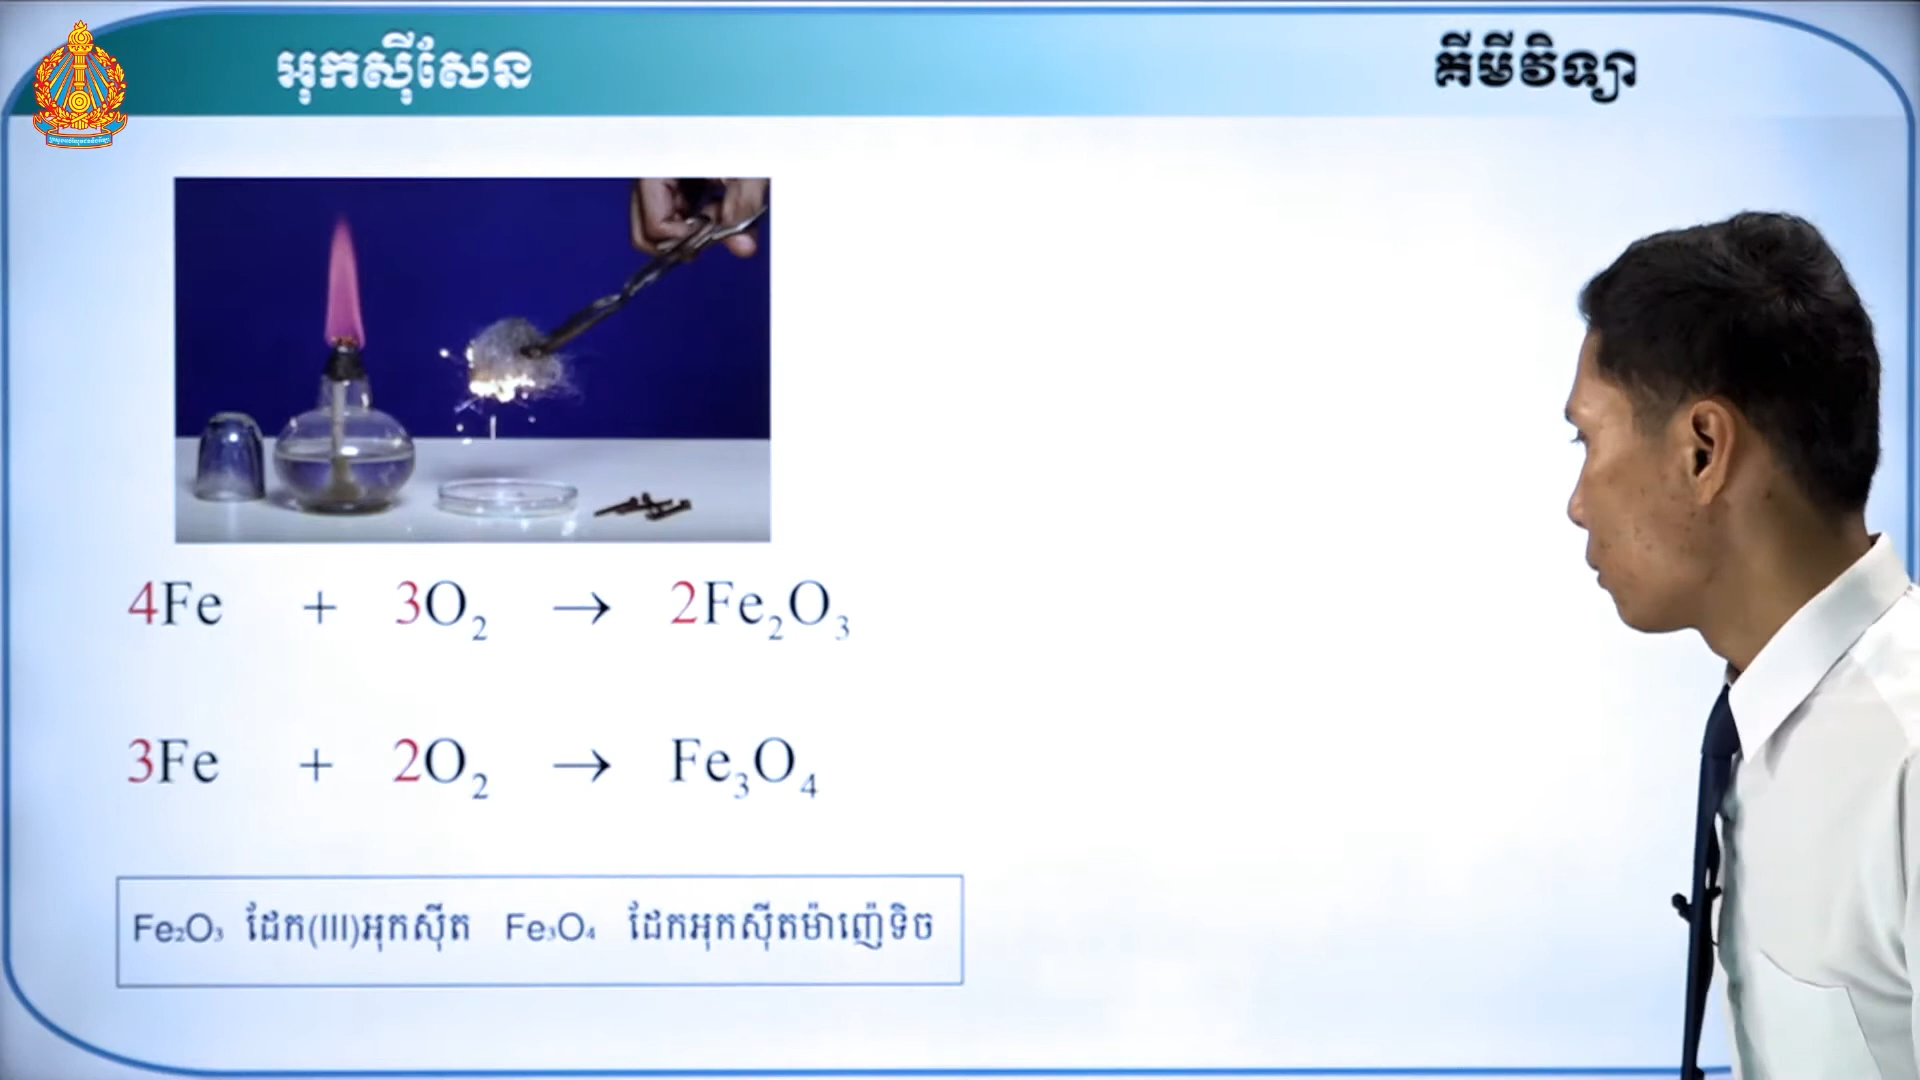 អុកស៊ីសែន
គីមីវិទ្យា
4Fe + 3O₂ → 2Fe₂O₃
3Fe + 2O₂ → Fe₃O₄
Fe₂O₃ ដែក(III)អុកស៊ីត Fe₃O₄ ដែកអុកស៊ីតម៉ាញ៉េទិច